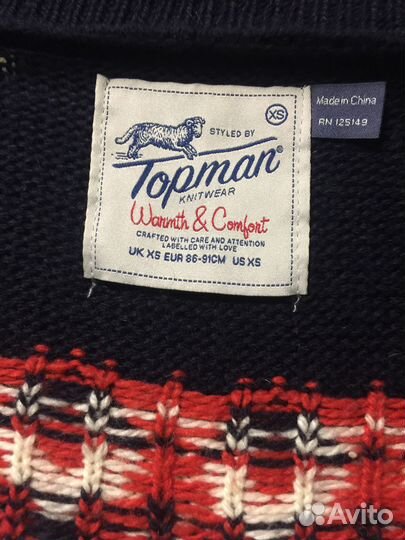 XS
STYLED BY
Topman®
KNITWEAR
Warmth & Comfort
CRAFTED WITH CARE AND ATTENTION
LABELLED WITH LOVE
UK XS EUR 86-91CM US XS
Made in China
RN 125149
Avito